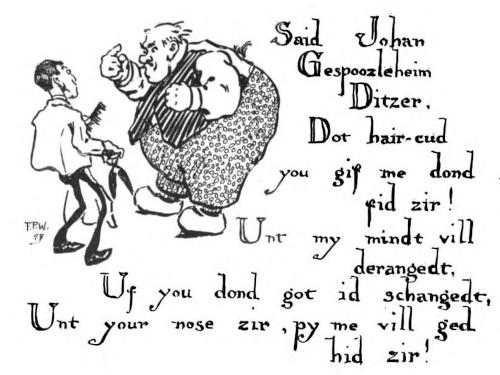 Said Johan
Gespoozleheim
Ditzer,
Dot hair-cud
you gif me dond
fid zir!
Unt my mindt vill
derangedt,
Uf you dond got id schangedt,
Unt your nose zir, py me vill ged
hid zir!
F.P.W.
99